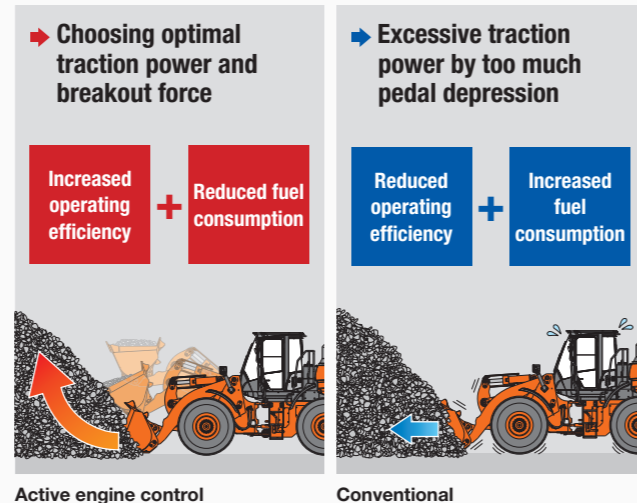 Choosing optimal
traction power and
breakout force
Increased
operating
efficiency
+
Reduced fuel
consumption
Active engine control
Excessive traction
power by too much
pedal depression
Reduced
operating
efficiency
+
Increased
fuel
consumption
Conventional